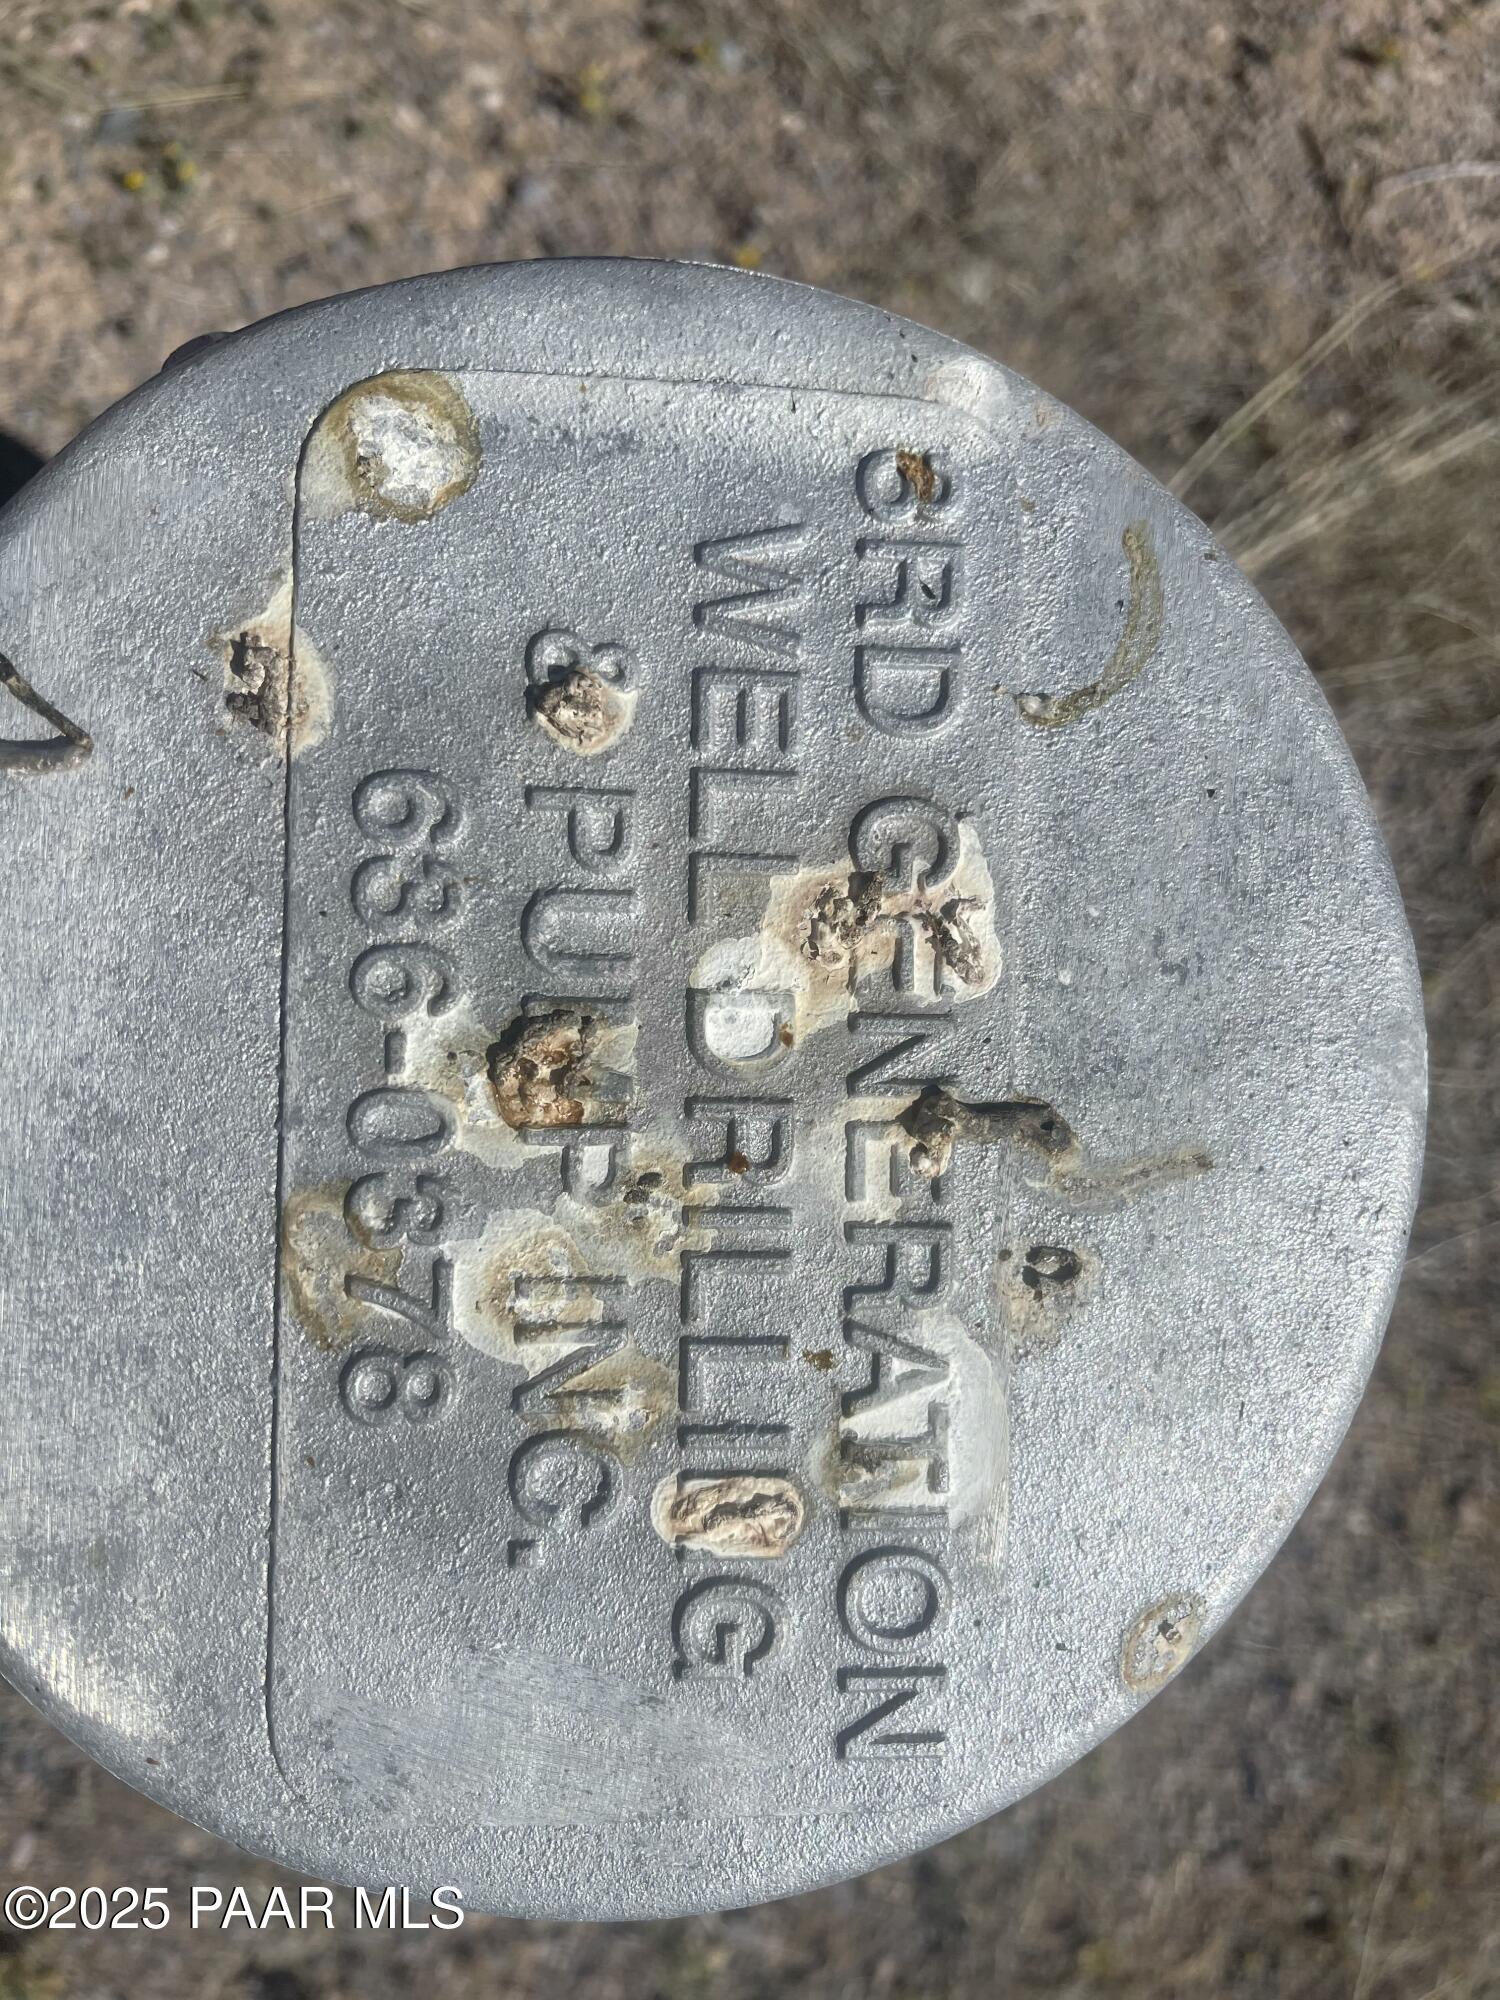 3RD GENERATION
WELL DRILLING
& PUMP INC.
636-0378
©2025 PAAR MLS